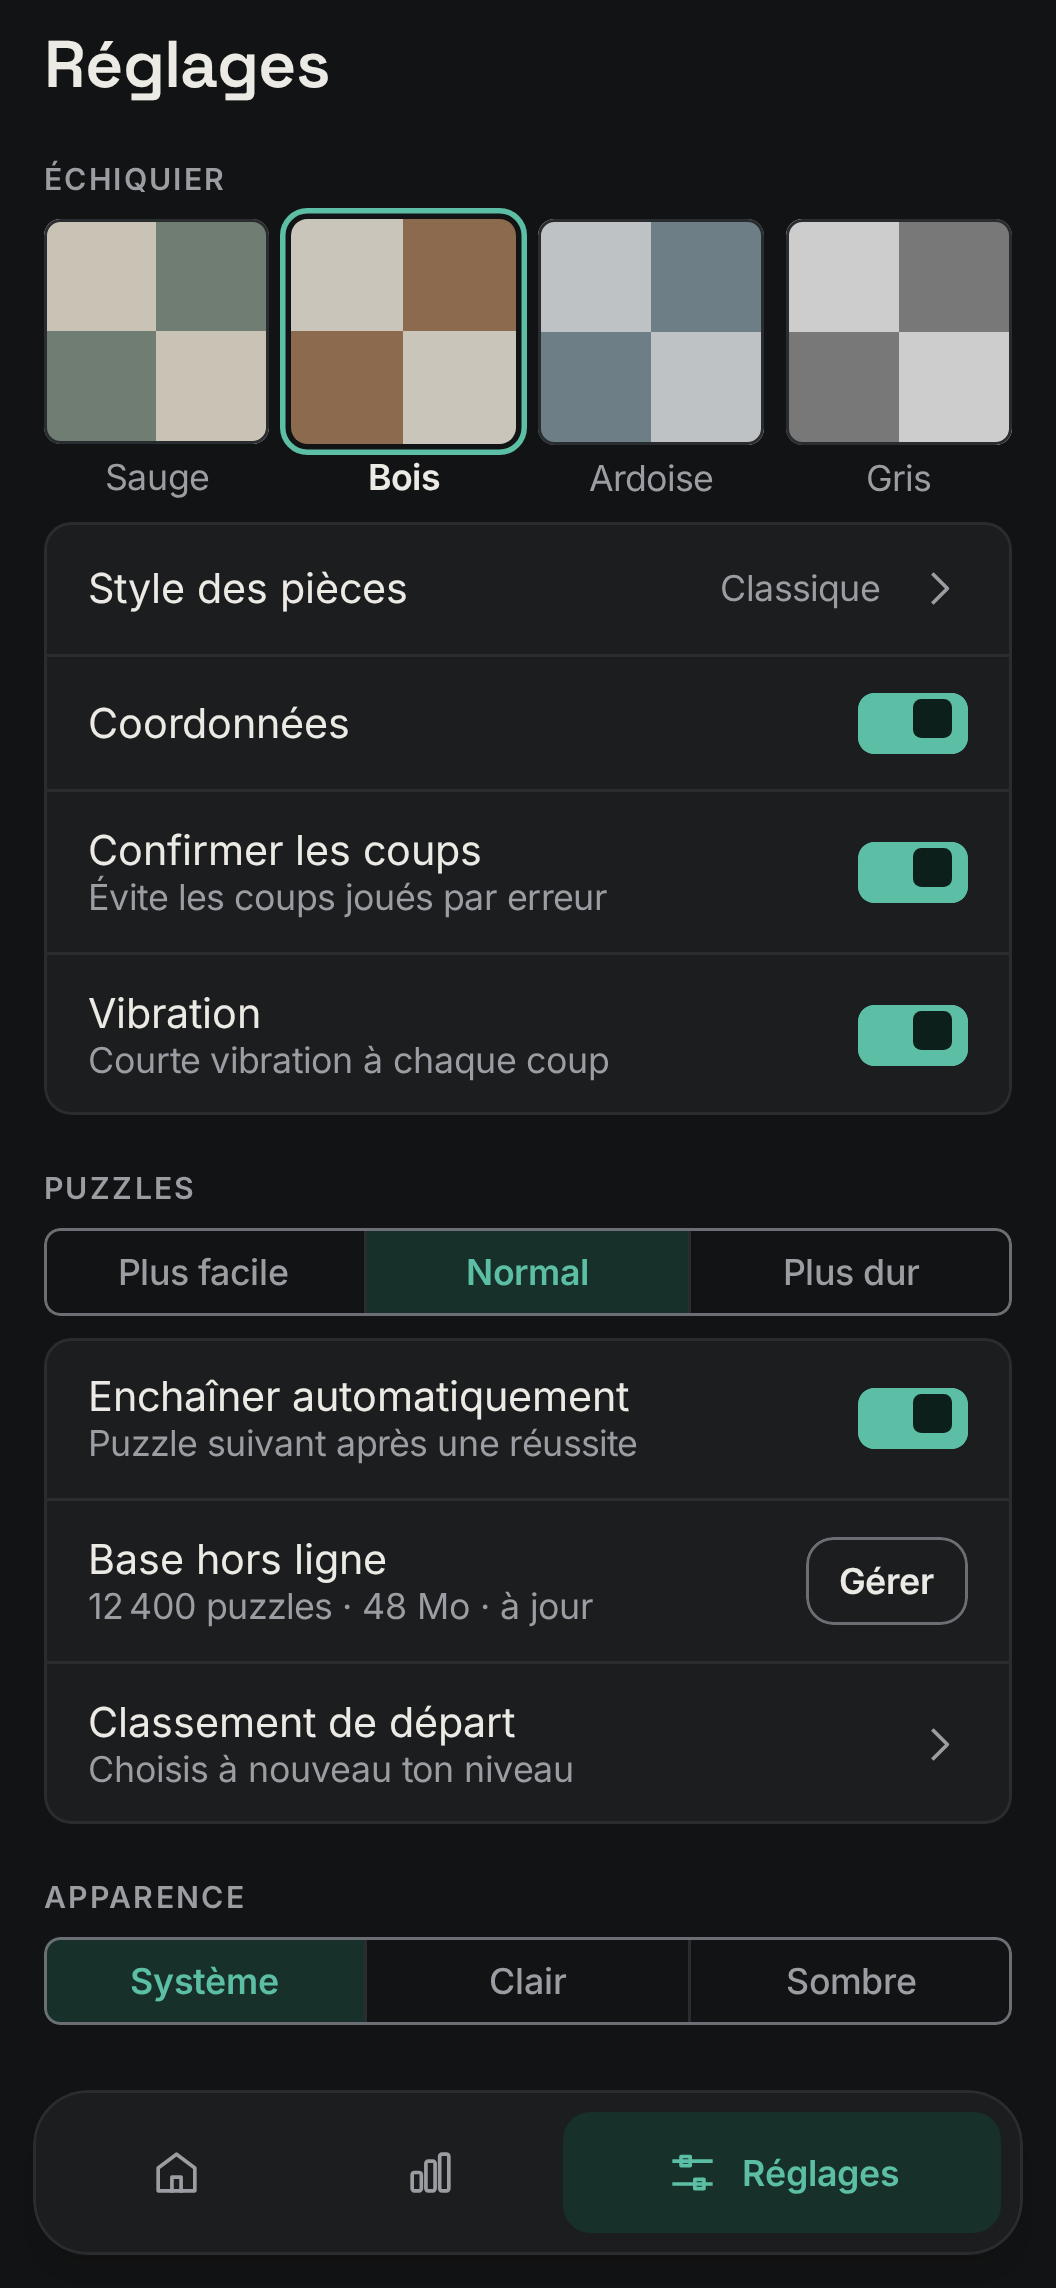 Réglages
ÉCHIQUIER
Sauge
Bois
Ardoise
Gris
Style des pièces
Classique
Coordonnées
Confirmer les coups
Évite les coups joués par erreur
Vibration
Courte vibration à chaque coup
PUZZLES
Plus facile
Normal
Plus dur
Enchaîner automatiquement
Puzzle suivant après une réussite
Base hors ligne
12 400 puzzles · 48 Mo · à jour
Gérer
Classement de départ
Choisis à nouveau ton niveau
APPARENCE
Système
Clair
Sombre
Réglages